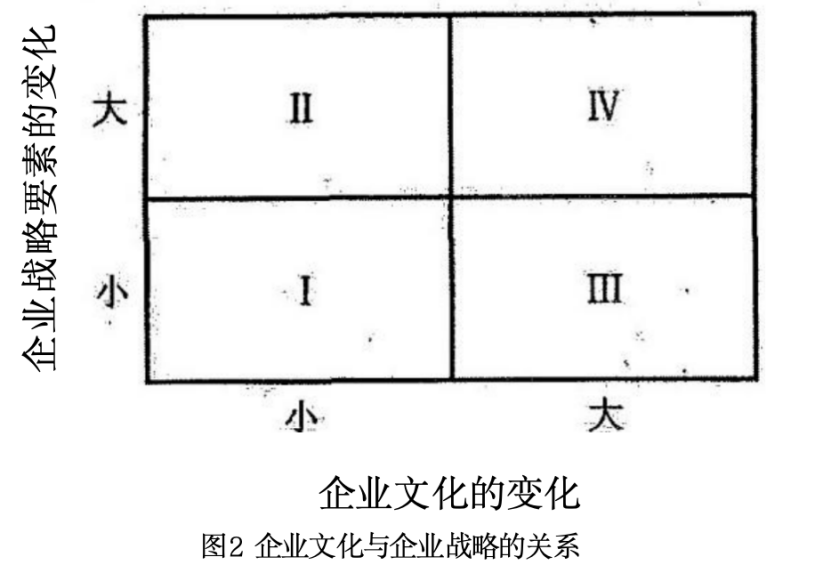 企业战略要素的变化
大
II
IV
小
I
III
小
大
企业文化的变化
图2 企业文化与企业战略的关系